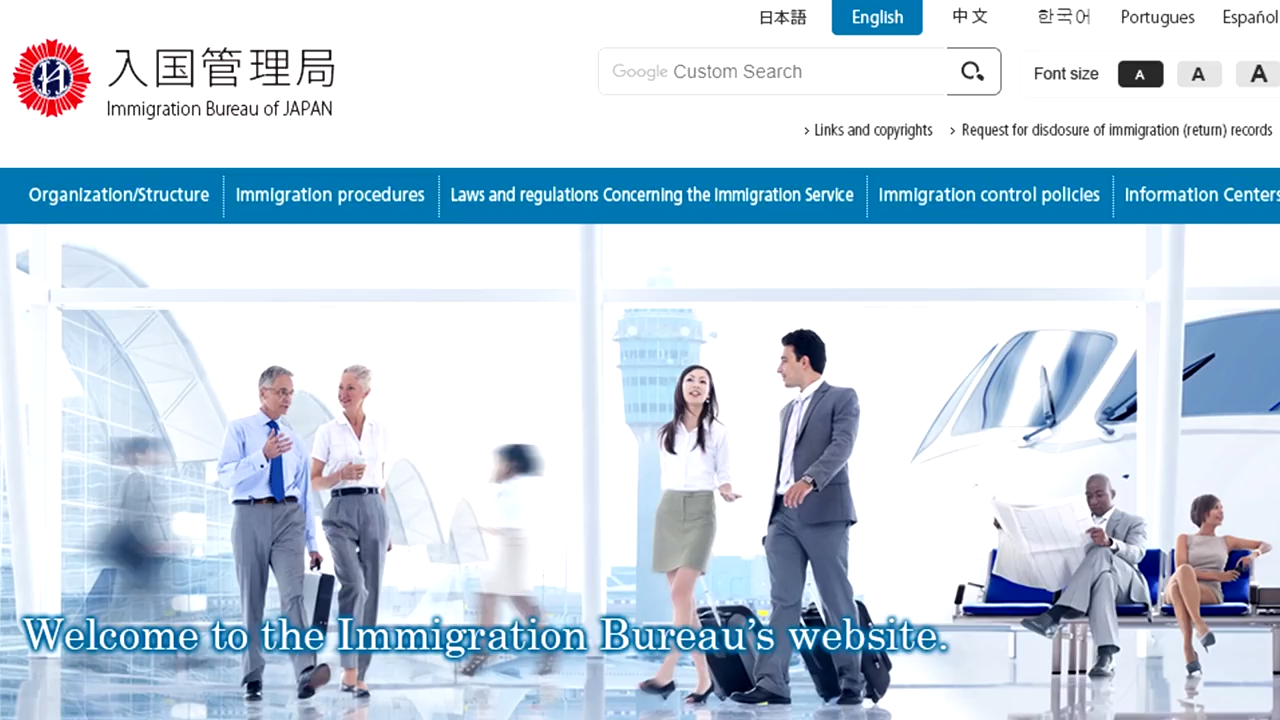 日本語 English 中文 한국어 Portugues Español
入国管理局
Immigration Bureau of JAPAN
Google Custom Search
Font size A A A
Links and copyrights Request for disclosure of immigration (return) records
Organization/Structure Immigration procedures Laws and regulations Concerning the Immigration Service Immigration control policies Information Centers
Welcome to the Immigration Bureau's website.